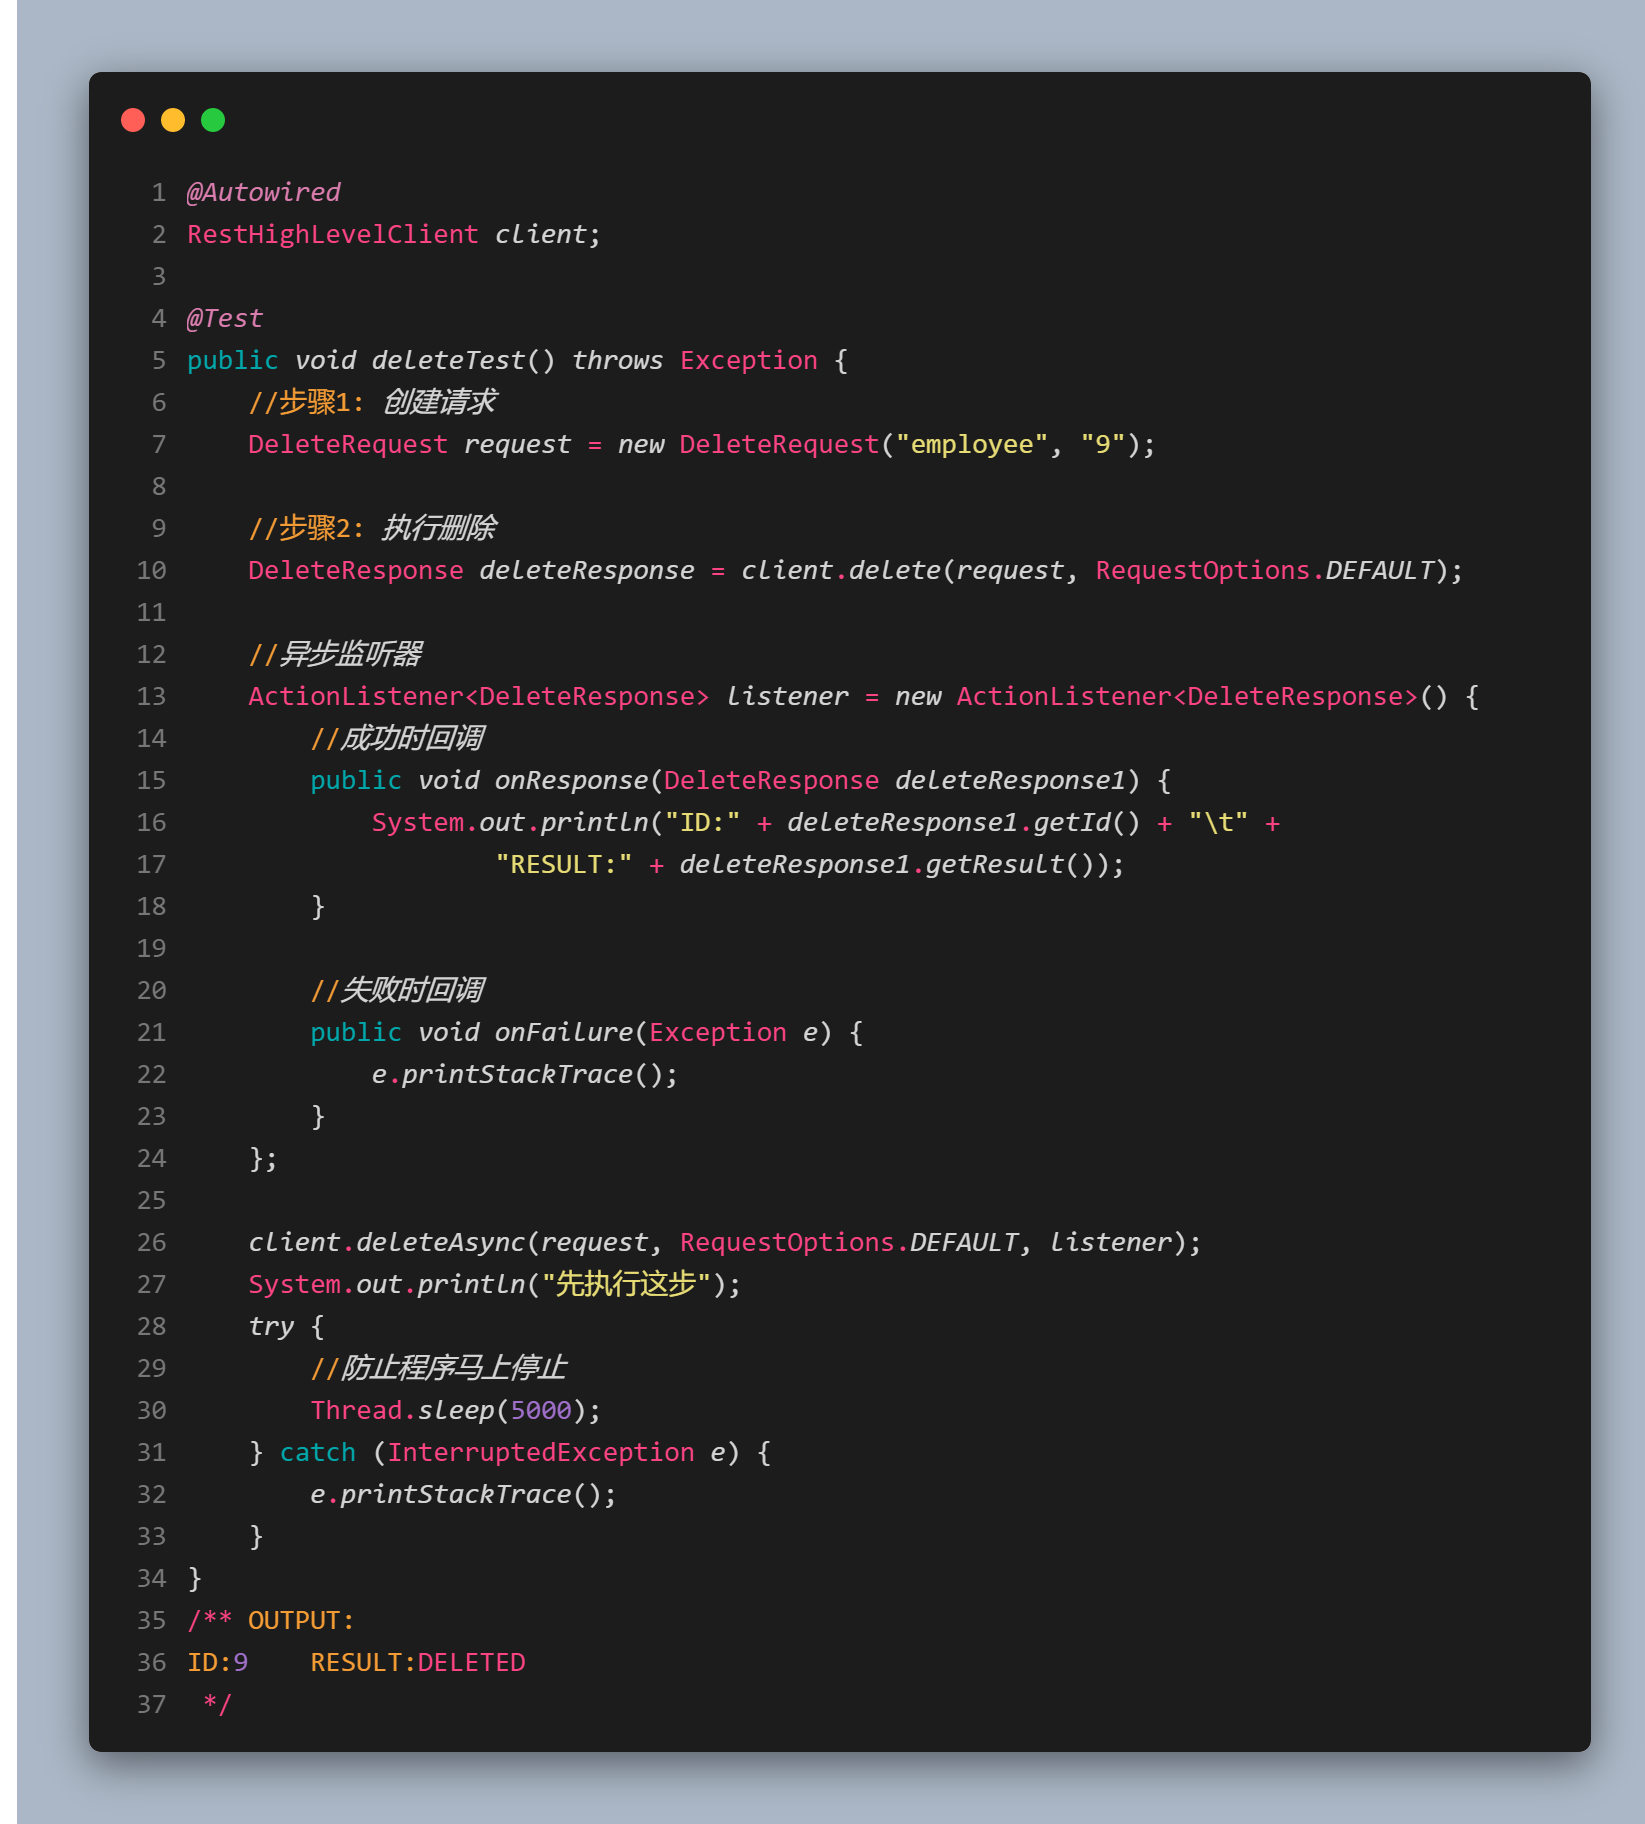 1 @Autowired
2 RestHighLevelClient client;
3
4 @Test
5 public void deleteTest() throws Exception {
6     //步骤1: 创建请求
7     DeleteRequest request = new DeleteRequest("employee", "9");
8
9     //步骤2: 执行删除
10     DeleteResponse deleteResponse = client.delete(request, RequestOptions.DEFAULT);
11
12     //异步监听器
13     ActionListener<DeleteResponse> listener = new ActionListener<DeleteResponse>() {
14         //成功时回调
15         public void onResponse(DeleteResponse deleteResponse1) {
16             System.out.println("ID:" + deleteResponse1.getId() + "\t" +
17                     "RESULT:" + deleteResponse1.getResult());
18         }
19
20         //失败时回调
21         public void onFailure(Exception e) {
22             e.printStackTrace();
23         }
24     };
25
26     client.deleteAsync(request, RequestOptions.DEFAULT, listener);
27     System.out.println("先执行这步");
28     try {
29         //防止程序马上停止
30         Thread.sleep(5000);
31     } catch (InterruptedException e) {
32         e.printStackTrace();
33     }
34 }
35 /** OUTPUT:
36 ID:9    RESULT:DELETED
37  */